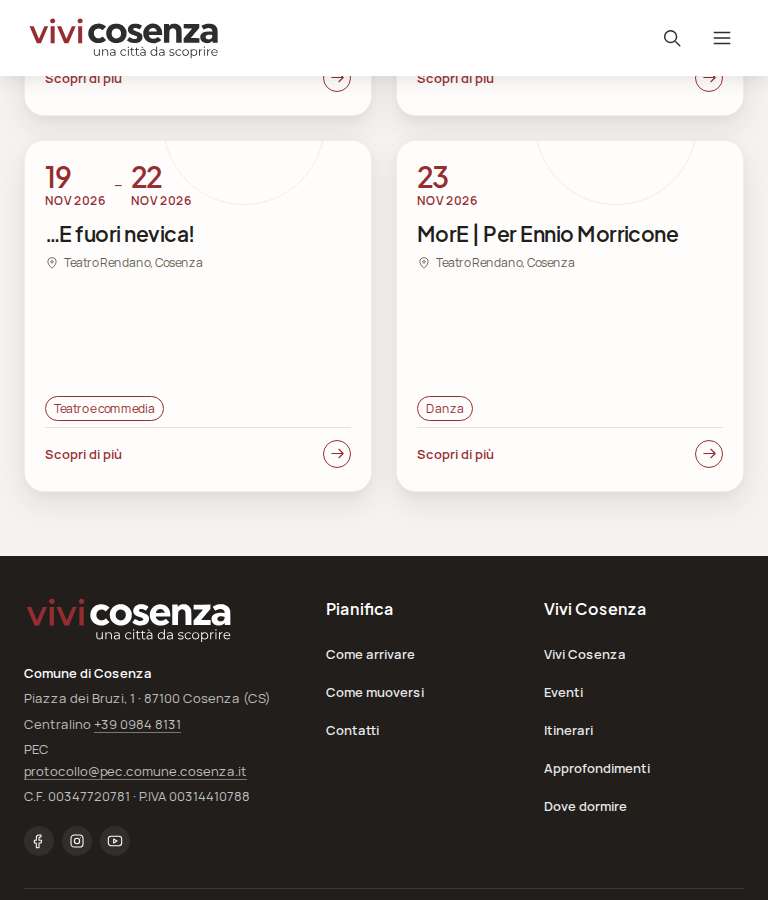 vivi cosenza
una città da scoprire
Scopri di più
Scopri di più
19 – 22
NOV 2026 NOV 2026
...E fuori nevica!
Teatro Rendano, Cosenza
Teatro e commedia
Scopri di più
23
NOV 2026
MorE | Per Ennio Morricone
Teatro Rendano, Cosenza
Danza
Scopri di più
vivi cosenza
una città da scoprire
Comune di Cosenza
Piazza dei Bruzi, 1 · 87100 Cosenza (CS)
Centralino +39 0984 8131
PEC
protocollo@pec.comune.cosenza.it
C.F. 00347720781 · P.IVA 00314410788
Pianifica
Come arrivare
Come muoversi
Contatti
Vivi Cosenza
Vivi Cosenza
Eventi
Itinerari
Approfondimenti
Dove dormire